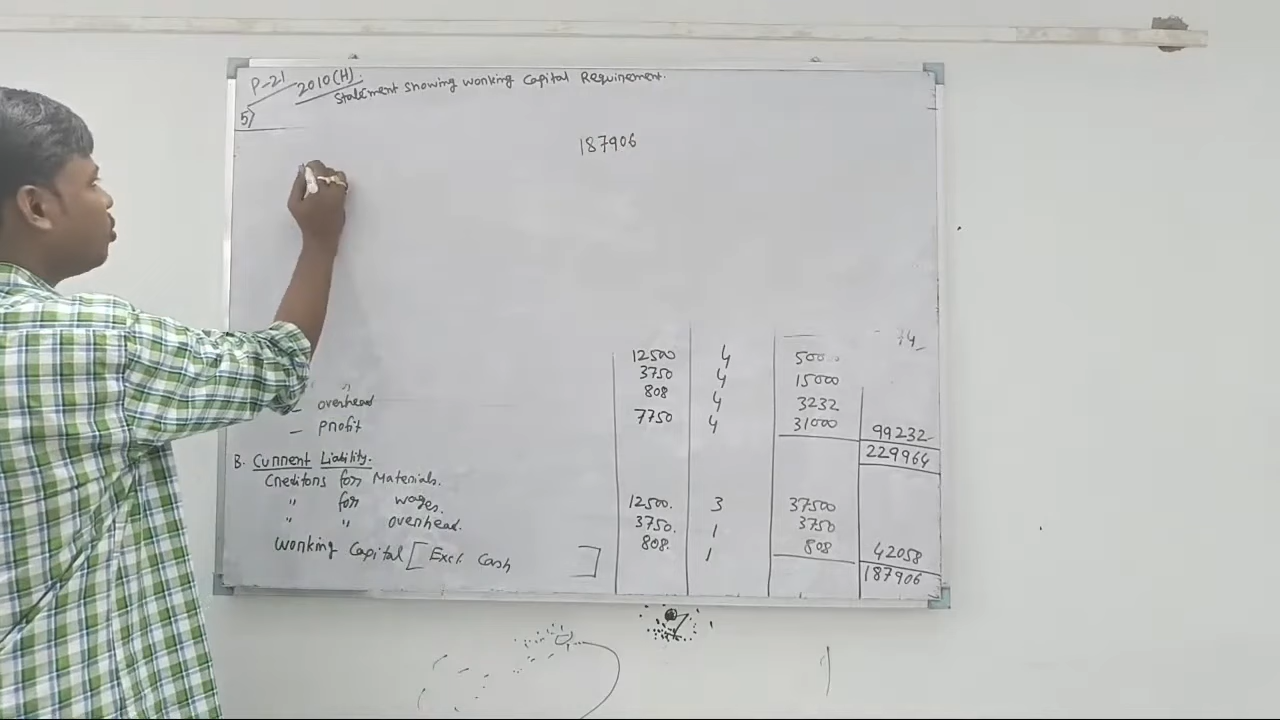 P-21 2010(H).
5)
Statement showing working capital Requirement.
187906
14
12500 4 50000
3750 4 15000
- overhead 808 4 3232
- profit 7750 4 31000 99232
229964
B. Current Liability.
Creditors for Materials. 12500. 3 37500
" for wages. 3750. 1 3750
" " overhead. 808. 1 808 42058
Working Capital [Excl. Cash ] 187906